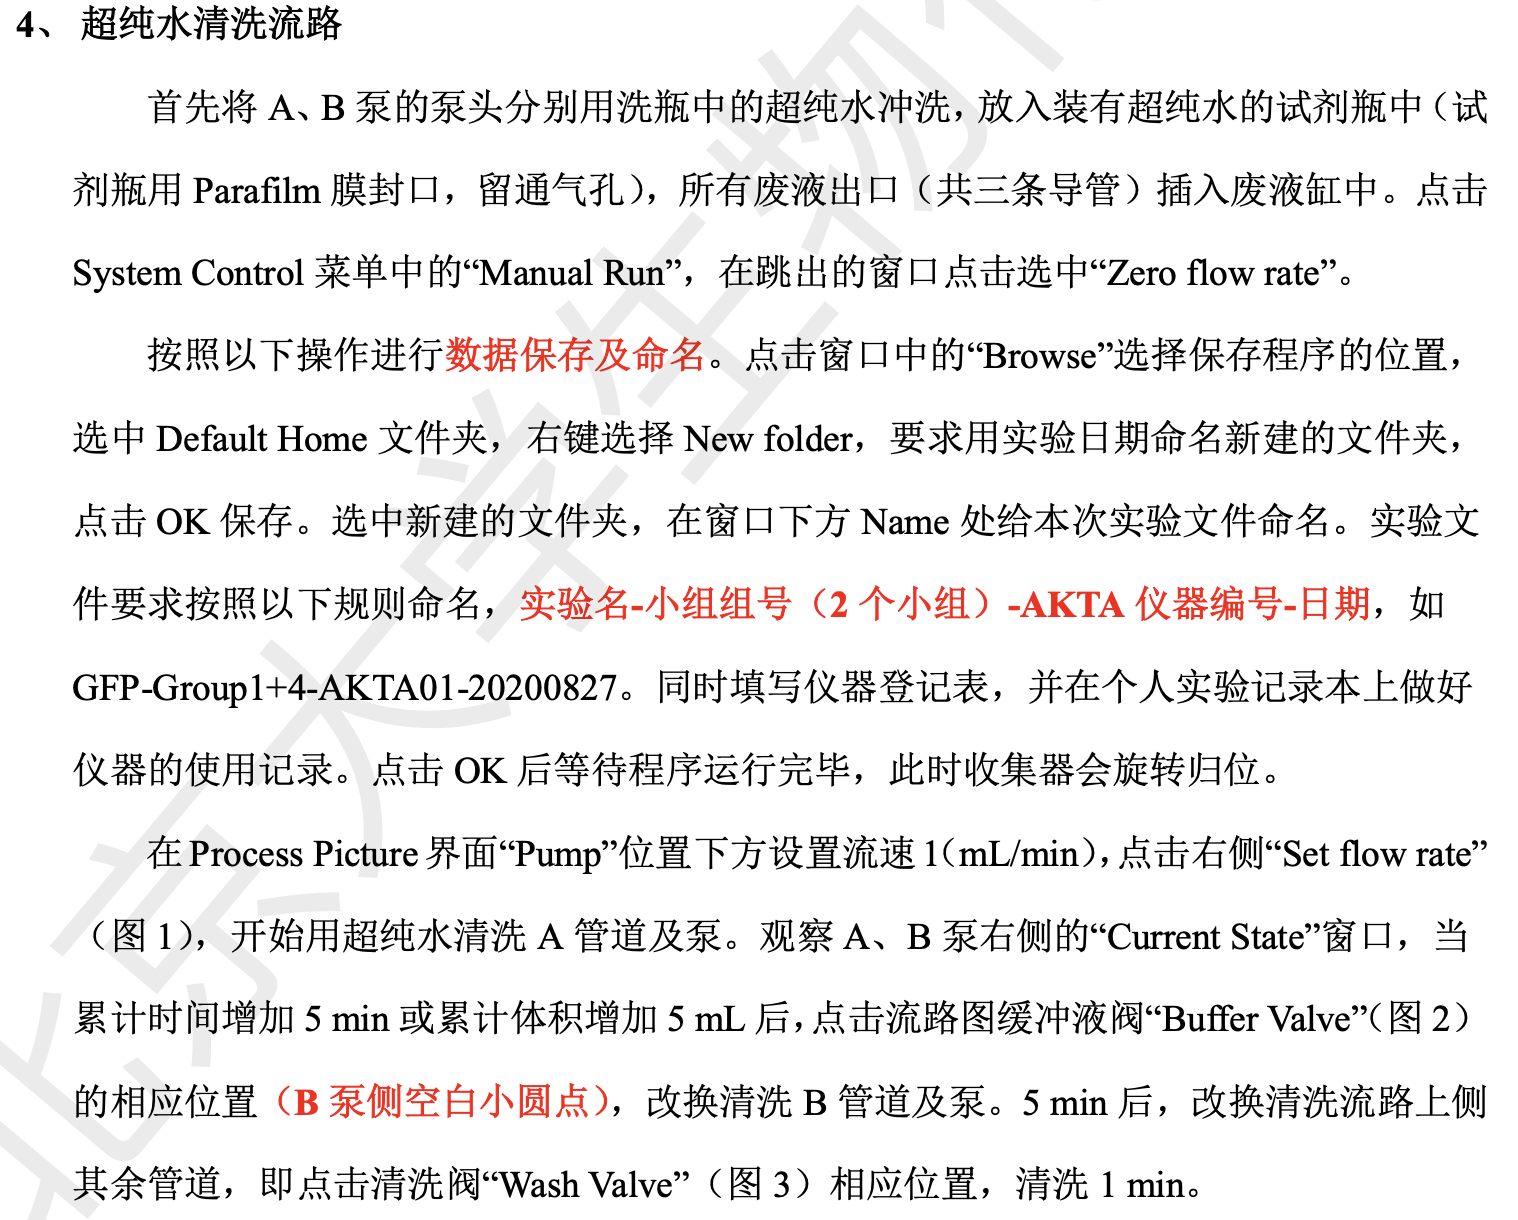 4、 超纯水清洗流路
首先将 A、B 泵的泵头分别用洗瓶中的超纯水冲洗，放入装有超纯水的试剂瓶中（试
剂瓶用 Parafilm 膜封口，留通气孔），所有废液出口（共三条导管）插入废液缸中。点击
System Control 菜单中的“Manual Run”，在跳出的窗口点击选中“Zero flow rate”。
按照以下操作进行数据保存及命名。点击窗口中的“Browse”选择保存程序的位置，
选中 Default Home 文件夹，右键选择 New folder，要求用实验日期命名新建的文件夹，
点击 OK 保存。选中新建的文件夹，在窗口下方 Name 处给本次实验文件命名。实验文
件要求按照以下规则命名，实验名-小组组号（2 个小组）-AKTA 仪器编号-日期，如
GFP-Group1+4-AKTA01-20200827。同时填写仪器登记表，并在个人实验记录本上做好
仪器的使用记录。点击 OK 后等待程序运行完毕，此时收集器会旋转归位。
在 Process Picture 界面“Pump”位置下方设置流速 1（mL/min），点击右侧“Set flow rate”
（图 1），开始用超纯水清洗 A 管道及泵。观察 A、B 泵右侧的“Current State”窗口，当
累计时间增加 5 min 或累计体积增加 5 mL 后，点击流路图缓冲液阀“Buffer Valve”（图 2）
的相应位置（B 泵侧空白小圆点），改换清洗 B 管道及泵。5 min 后，改换清洗流路上侧
其余管道，即点击清洗阀“Wash Valve”（图 3）相应位置，清洗 1 min。
北京大学生物